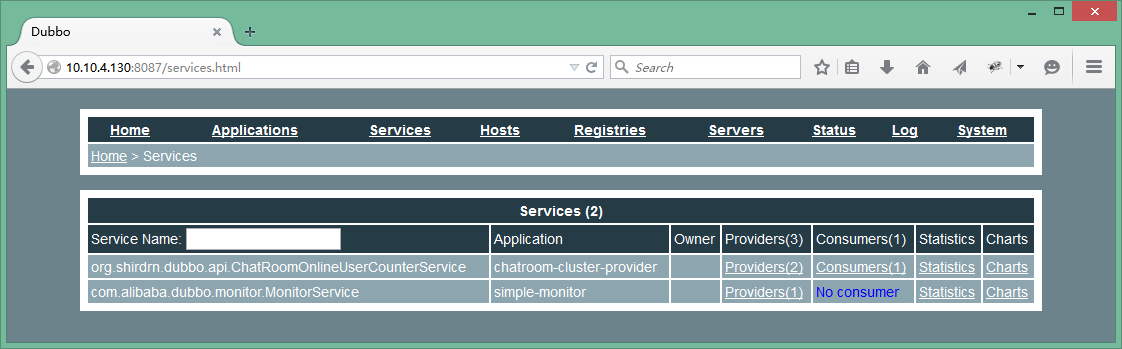 Dubbo
10.10.4.130:8087/services.html
Search
Home Applications Services Hosts Registries Servers Status Log System
Home > Services
Services (2)
Service Name: Application Owner Providers(3) Consumers(1) Statistics Charts
org.shirdrn.dubbo.api.ChatRoomOnlineUserCounterService chatroom-cluster-provider Providers(2) Consumers(1) Statistics Charts
com.alibaba.dubbo.monitor.MonitorService simple-monitor Providers(1) No consumer Statistics Charts